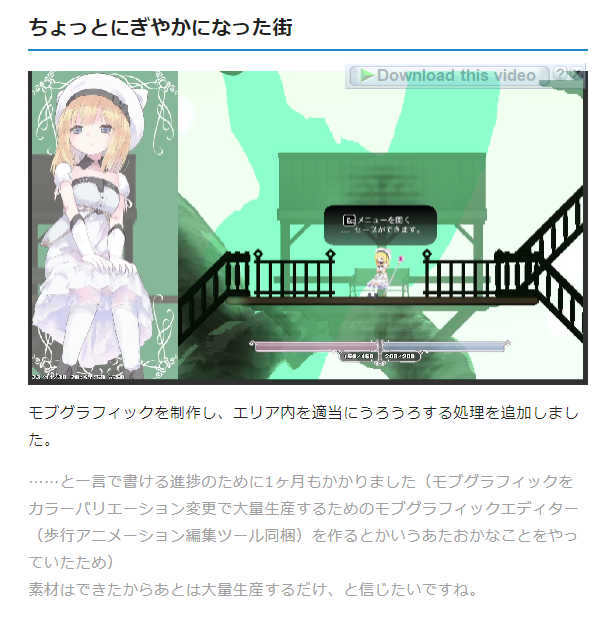 ちょっとにぎやかになった街
Download this video
?
×
メニューを開く
... セーブができます。
150/150
200/200
モブグラフィックを制作し、エリア内を適当にうろうろする処理を追加しまし
た。
……と一言で書ける進捗のために1ヶ月もかかりました（モブグラフィックを
カラーバリエーション変更で大量生産するためのモブグラフィックエディター
（歩行アニメーション編集ツール同梱）を作るとかいうあたおかなことをやっ
ていたため）
素材はできたからあとは大量生産するだけ、と信じたいですね。